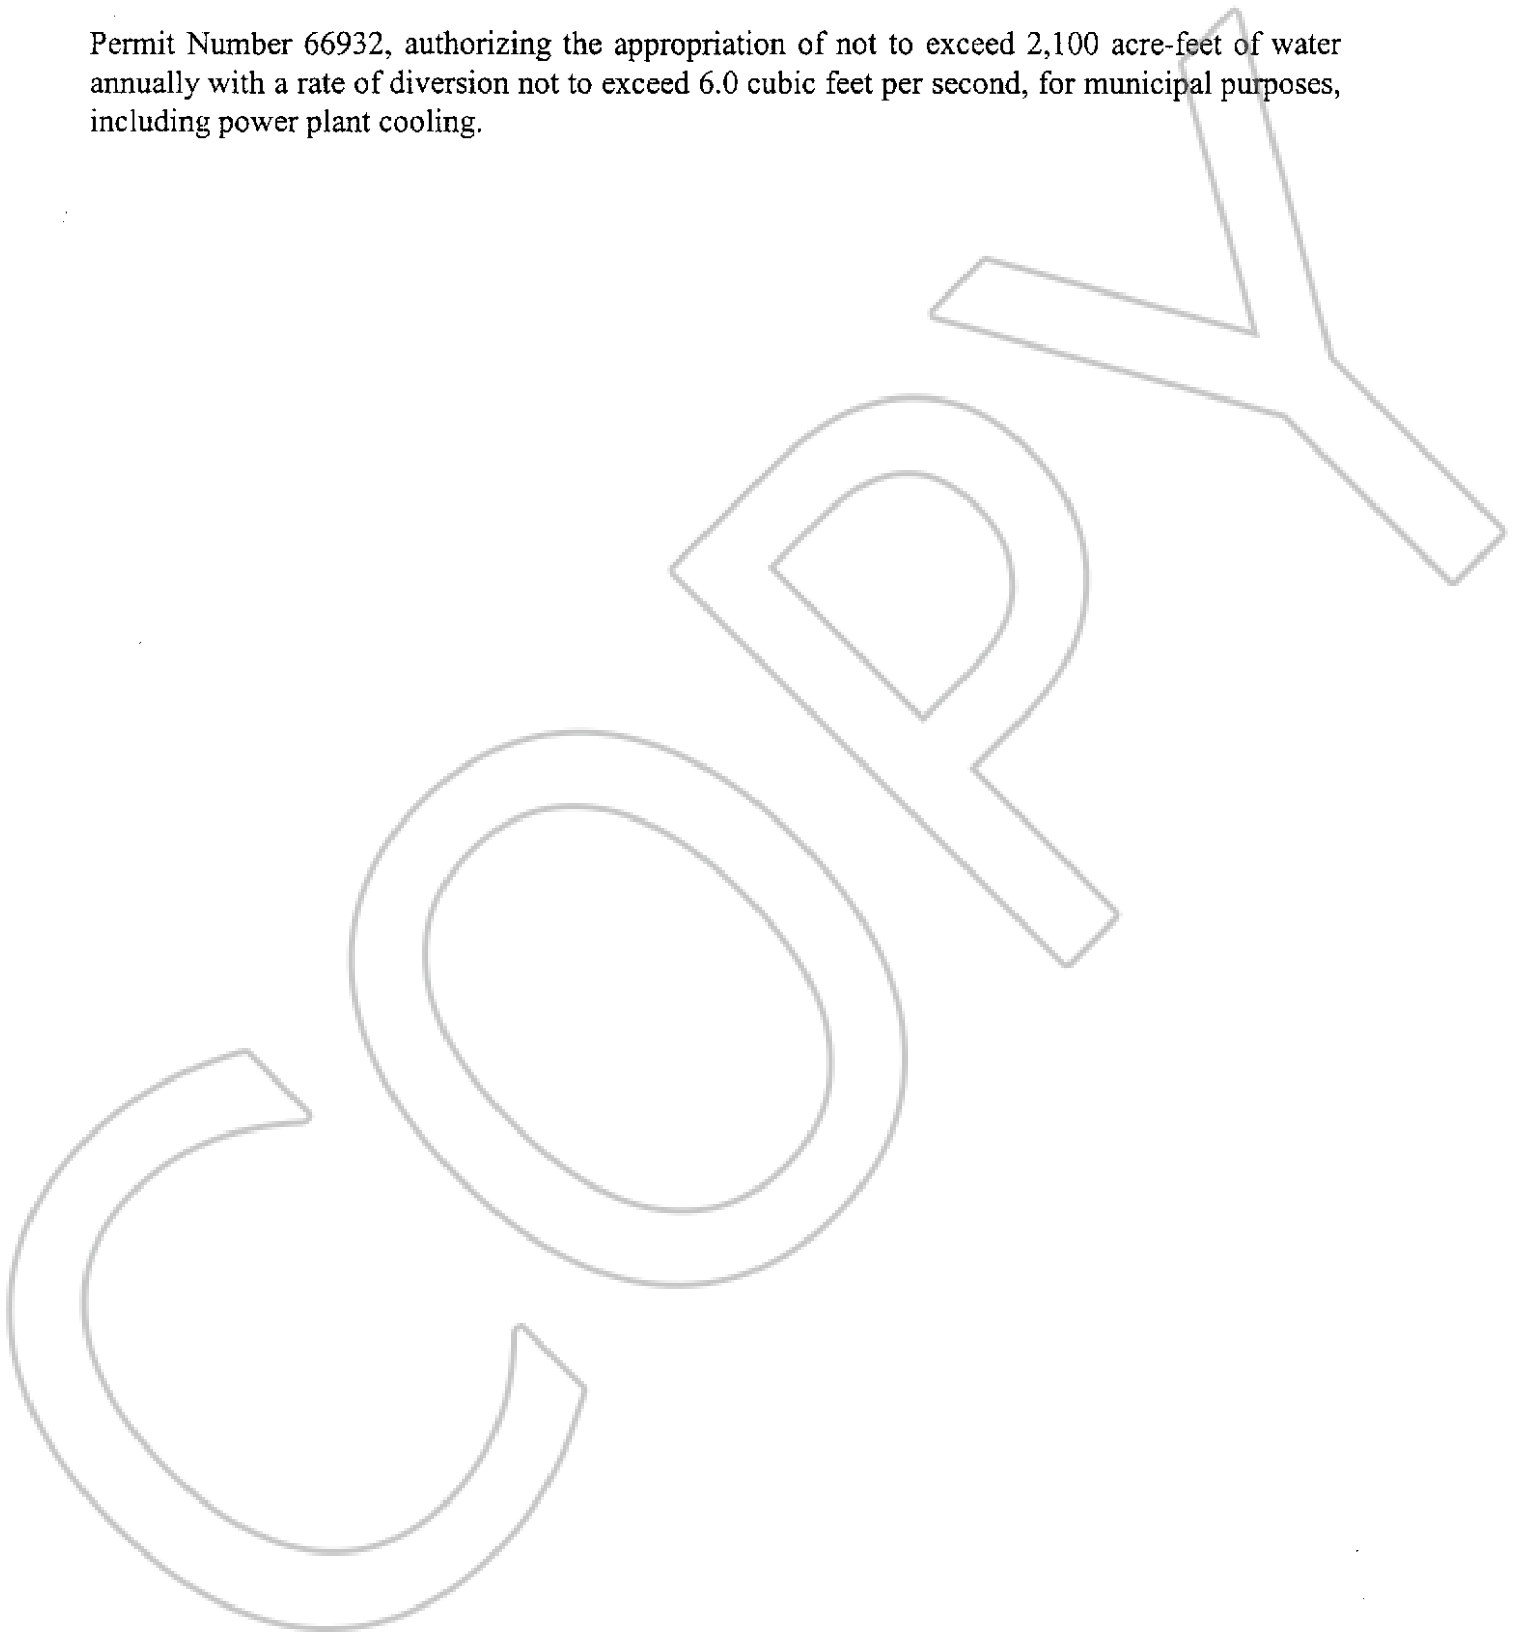 Permit Number 66932, authorizing the appropriation of not to exceed 2,100 acre-feet of water
annually with a rate of diversion not to exceed 6.0 cubic feet per second, for municipal purposes,
including power plant cooling.
COPY